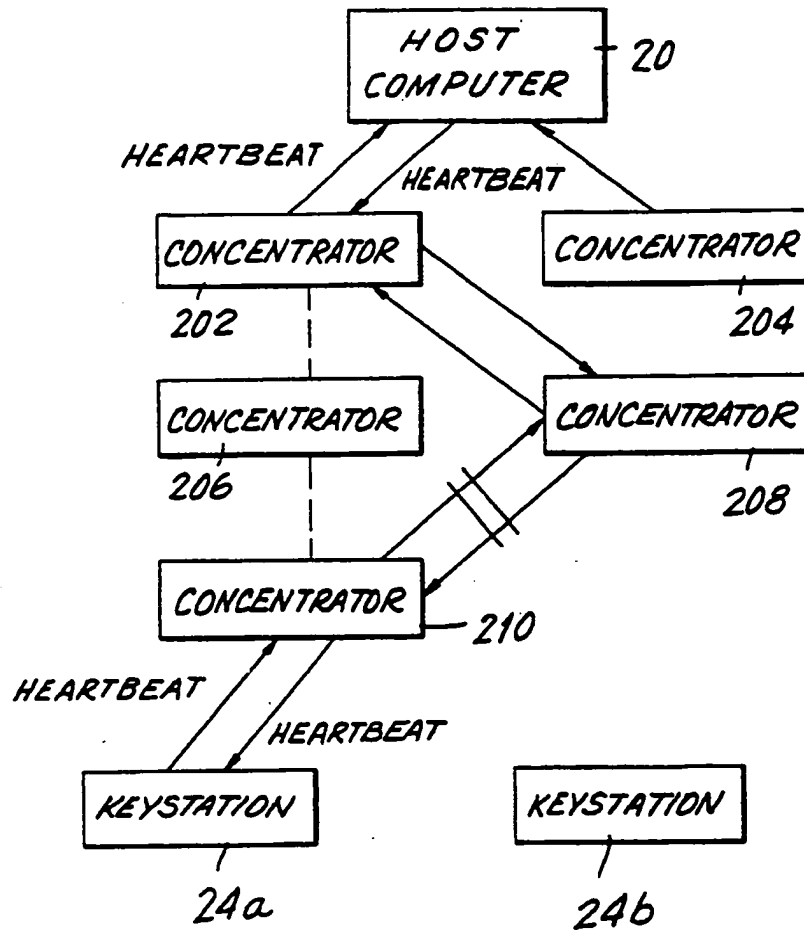 HOST
COMPUTER
20
HEARTBEAT
HEARTBEAT
CONCENTRATOR
202
CONCENTRATOR
204
CONCENTRATOR
206
CONCENTRATOR
208
CONCENTRATOR
210
HEARTBEAT
HEARTBEAT
KEYSTATION
24a
KEYSTATION
24b